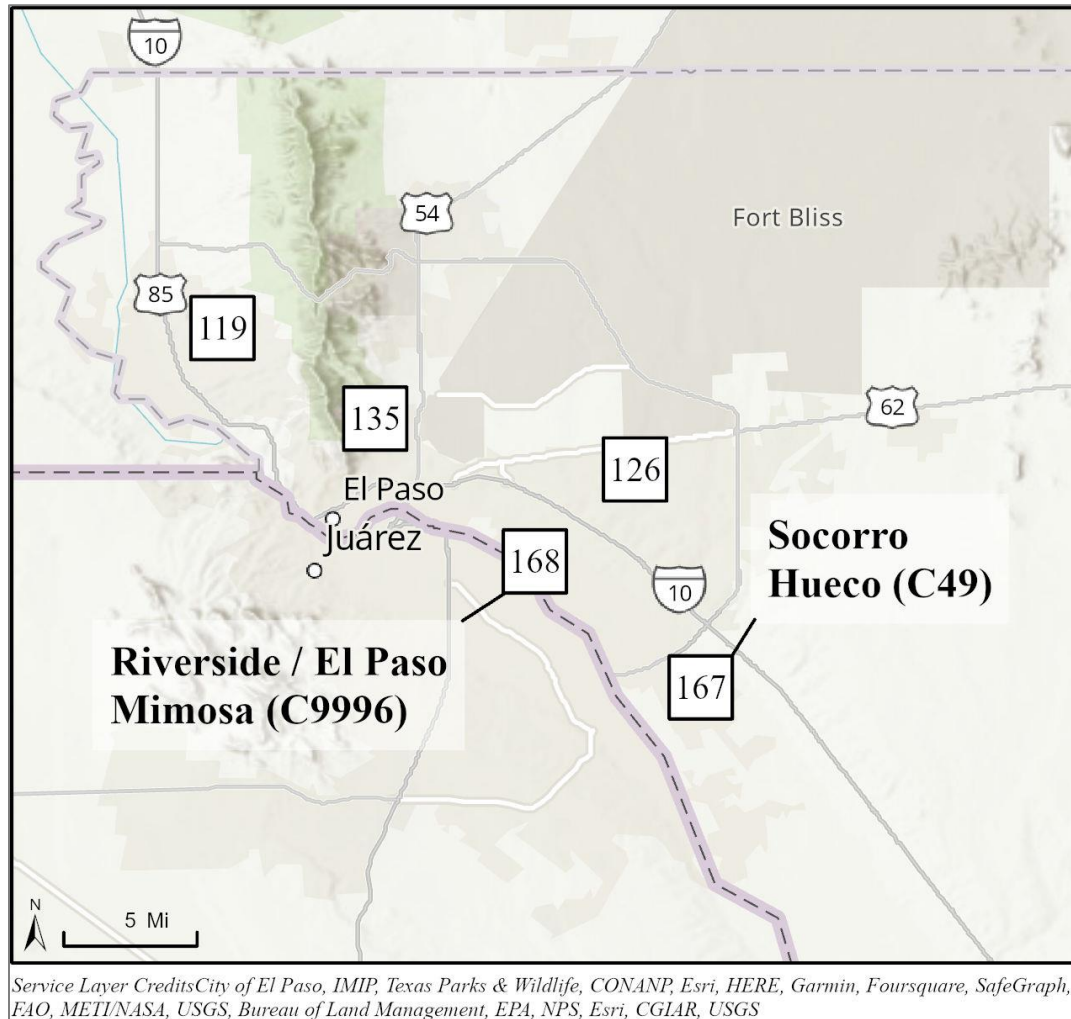 10
54
Fort Bliss
85
119
62
135
126
El Paso
Juárez
168
Socorro
Hueco (C49)
10
Riverside / El Paso
Mimosa (C9996)
167
N
5 Mi
Service Layer CreditsCity of El Paso, IMIP, Texas Parks & Wildlife, CONANP, Esri, HERE, Garmin, Foursquare, SafeGraph,
FAO, METI/NASA, USGS, Bureau of Land Management, EPA, NPS, Esri, CGIAR, USGS